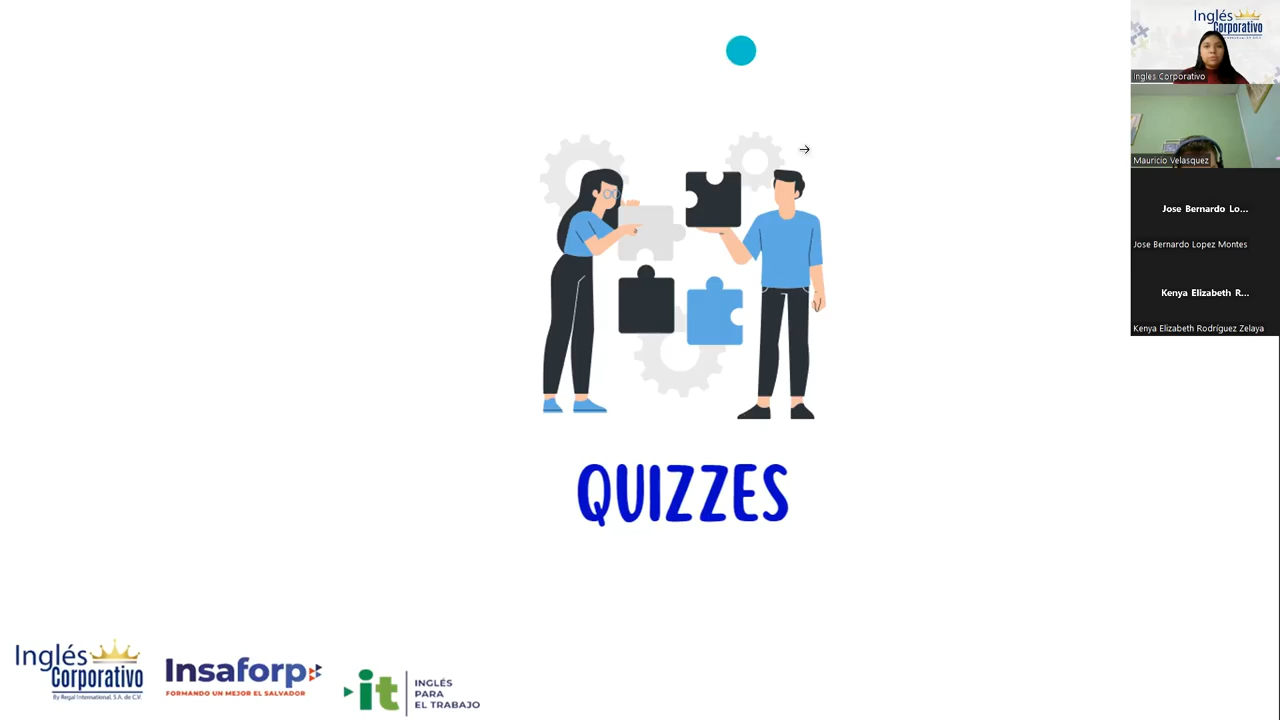 Inglés
Corporativo
Ingles Corporativo
Mauricio Velasquez
Jose Bernardo Lo...
Jose Bernardo Lopez Montes
Kenya Elizabeth R...
Kenya Elizabeth Rodríguez Zelaya
QUIZZES
Inglés
Corporativo
By Regal International, S.A. de C.V.
Insaforp
FORMANDO UN MEJOR EL SALVADOR
it
INGLÉS
PARA
EL TRABAJO